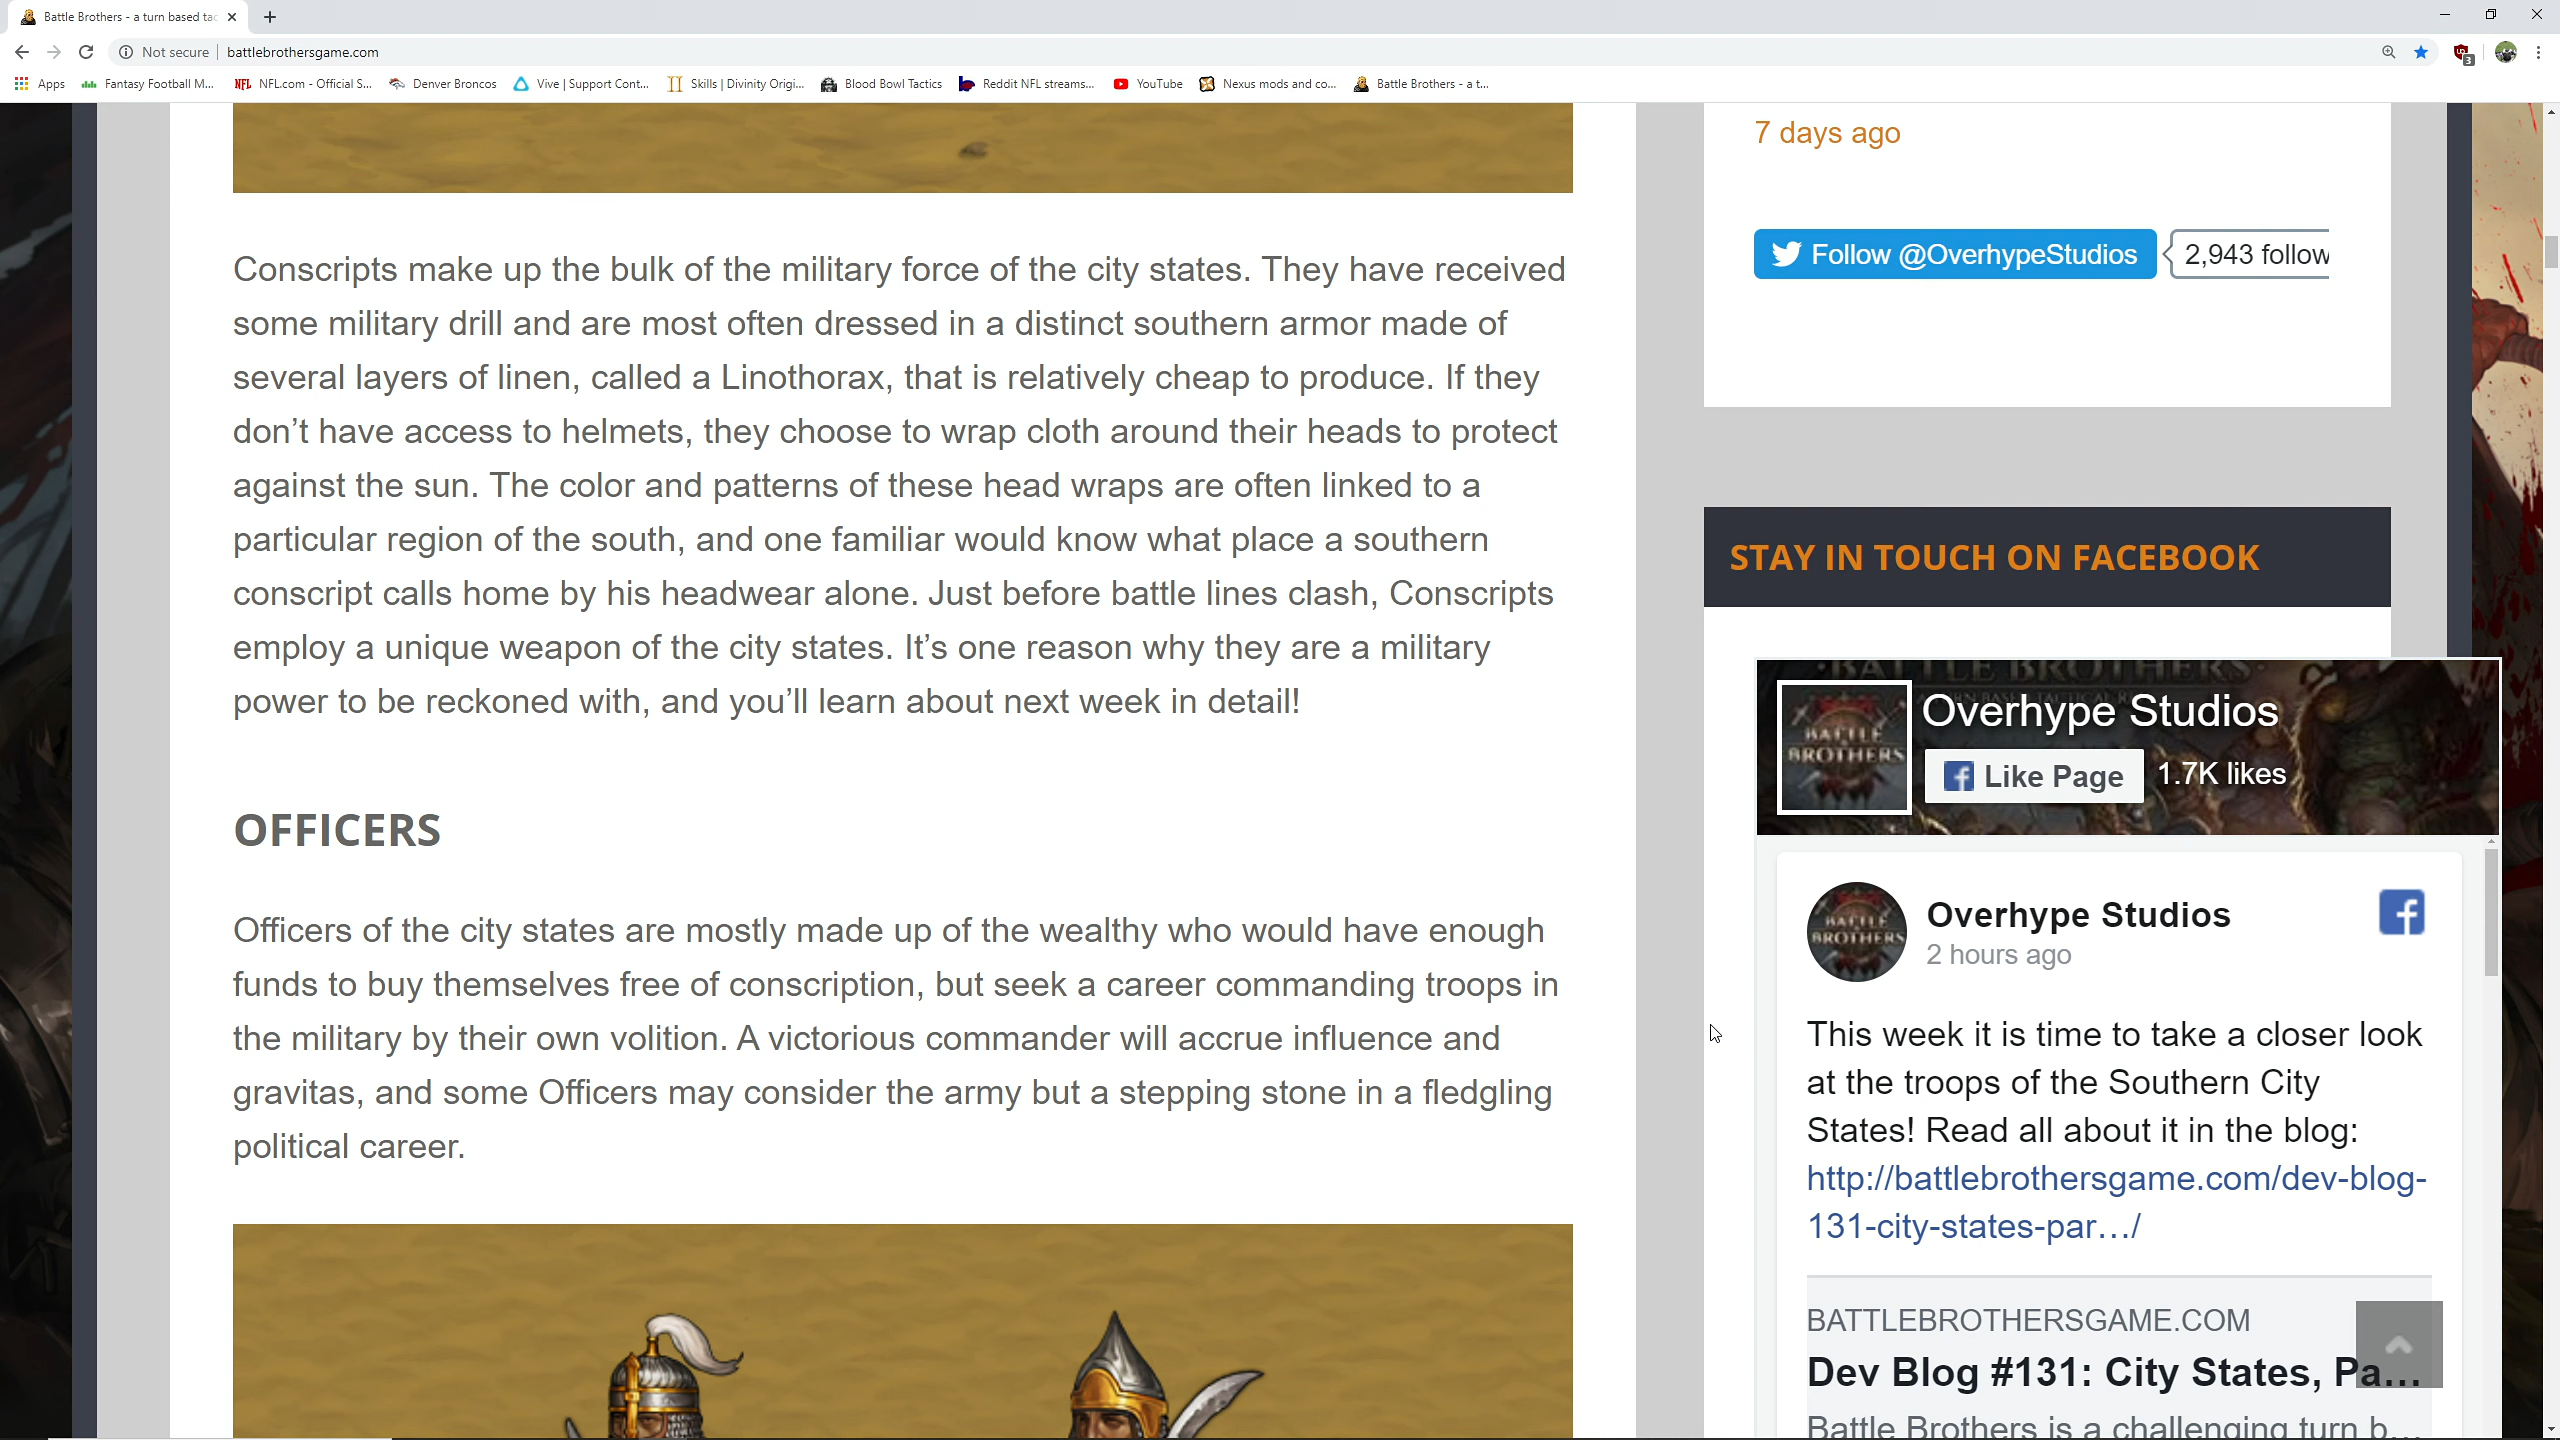 Battle Brothers - a turn based tac
Not secure
battlebrothersgame.com
3
Apps
Fantasy Football M...
NFL.com - Official S...
Denver Broncos
Vive | Support Cont...
Skills | Divinity Origi...
Blood Bowl Tactics
Reddit NFL streams...
YouTube
Nexus mods and co...
Battle Brothers - a t...
Conscripts make up the bulk of the military force of the city states. They have received
some military drill and are most often dressed in a distinct southern armor made of
several layers of linen, called a Linothorax, that is relatively cheap to produce. If they
don’t have access to helmets, they choose to wrap cloth around their heads to protect
against the sun. The color and patterns of these head wraps are often linked to a
particular region of the south, and one familiar would know what place a southern
conscript calls home by his headwear alone. Just before battle lines clash, Conscripts
employ a unique weapon of the city states. It’s one reason why they are a military
power to be reckoned with, and you’ll learn about next week in detail!
OFFICERS
Officers of the city states are mostly made up of the wealthy who would have enough
funds to buy themselves free of conscription, but seek a career commanding troops in
the military by their own volition. A victorious commander will accrue influence and
gravitas, and some Officers may consider the army but a stepping stone in a fledgling
political career.
7 days ago
Follow @OverhypeStudios
2,943 follow
STAY IN TOUCH ON FACEBOOK
BATTLE BROTHERS
BATTLE
BROTHERS
Overhype Studios
Like Page
1.7K likes
BATTLE
BROTHERS
Overhype Studios
2 hours ago
This week it is time to take a closer look
at the troops of the Southern City
States! Read all about it in the blog:
http://battlebrothersgame.com/dev-blog-
131-city-states-par…/
BATTLEBROTHERSGAME.COM
Dev Blog #131: City States, Pa...
Battle Brothers is a challenging turn b...